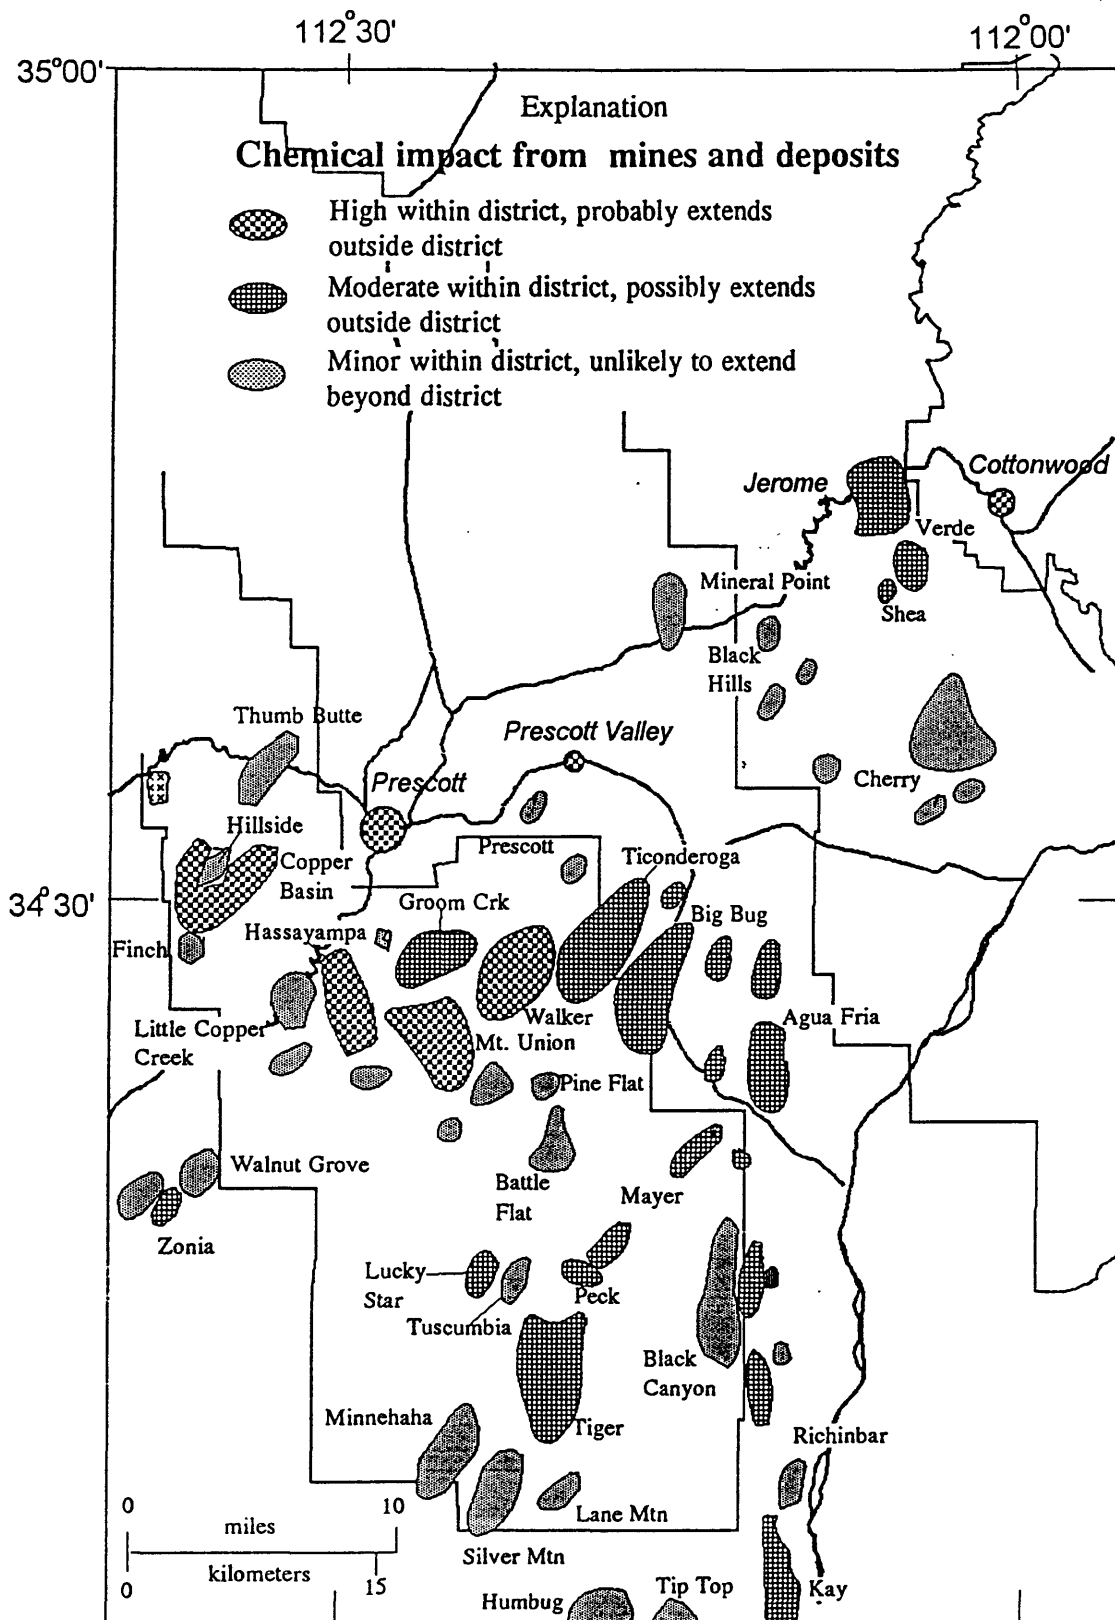 112°30'
112°00'
35°00'
Explanation
Chemical impact from mines and deposits
High within district, probably extends
outside district
Moderate within district, possibly extends
outside district
Minor within district, unlikely to extend
beyond district
Jerome
Cottonwood
Verde
Mineral Point
Shea
Black
Hills
Thumb Butte
Prescott Valley
Prescott
Cherry
Hillside
Copper
Basin
Prescott
Ticonderoga
34°30'
Groom Crk
Big Bug
Hassayampa
Finch
Walker
Agua Fria
Little Copper
Creek
Mt. Union
Pine Flat
Walnut Grove
Battle
Flat
Mayer
Zonia
Lucky
Star
Peck
Tuscumbia
Black
Canyon
Minnehaha
Tiger
Richinbar
0
10
miles
Lane Mtn
kilometers
0
15
Silver Mtn
Humbug
Tip Top
Kay